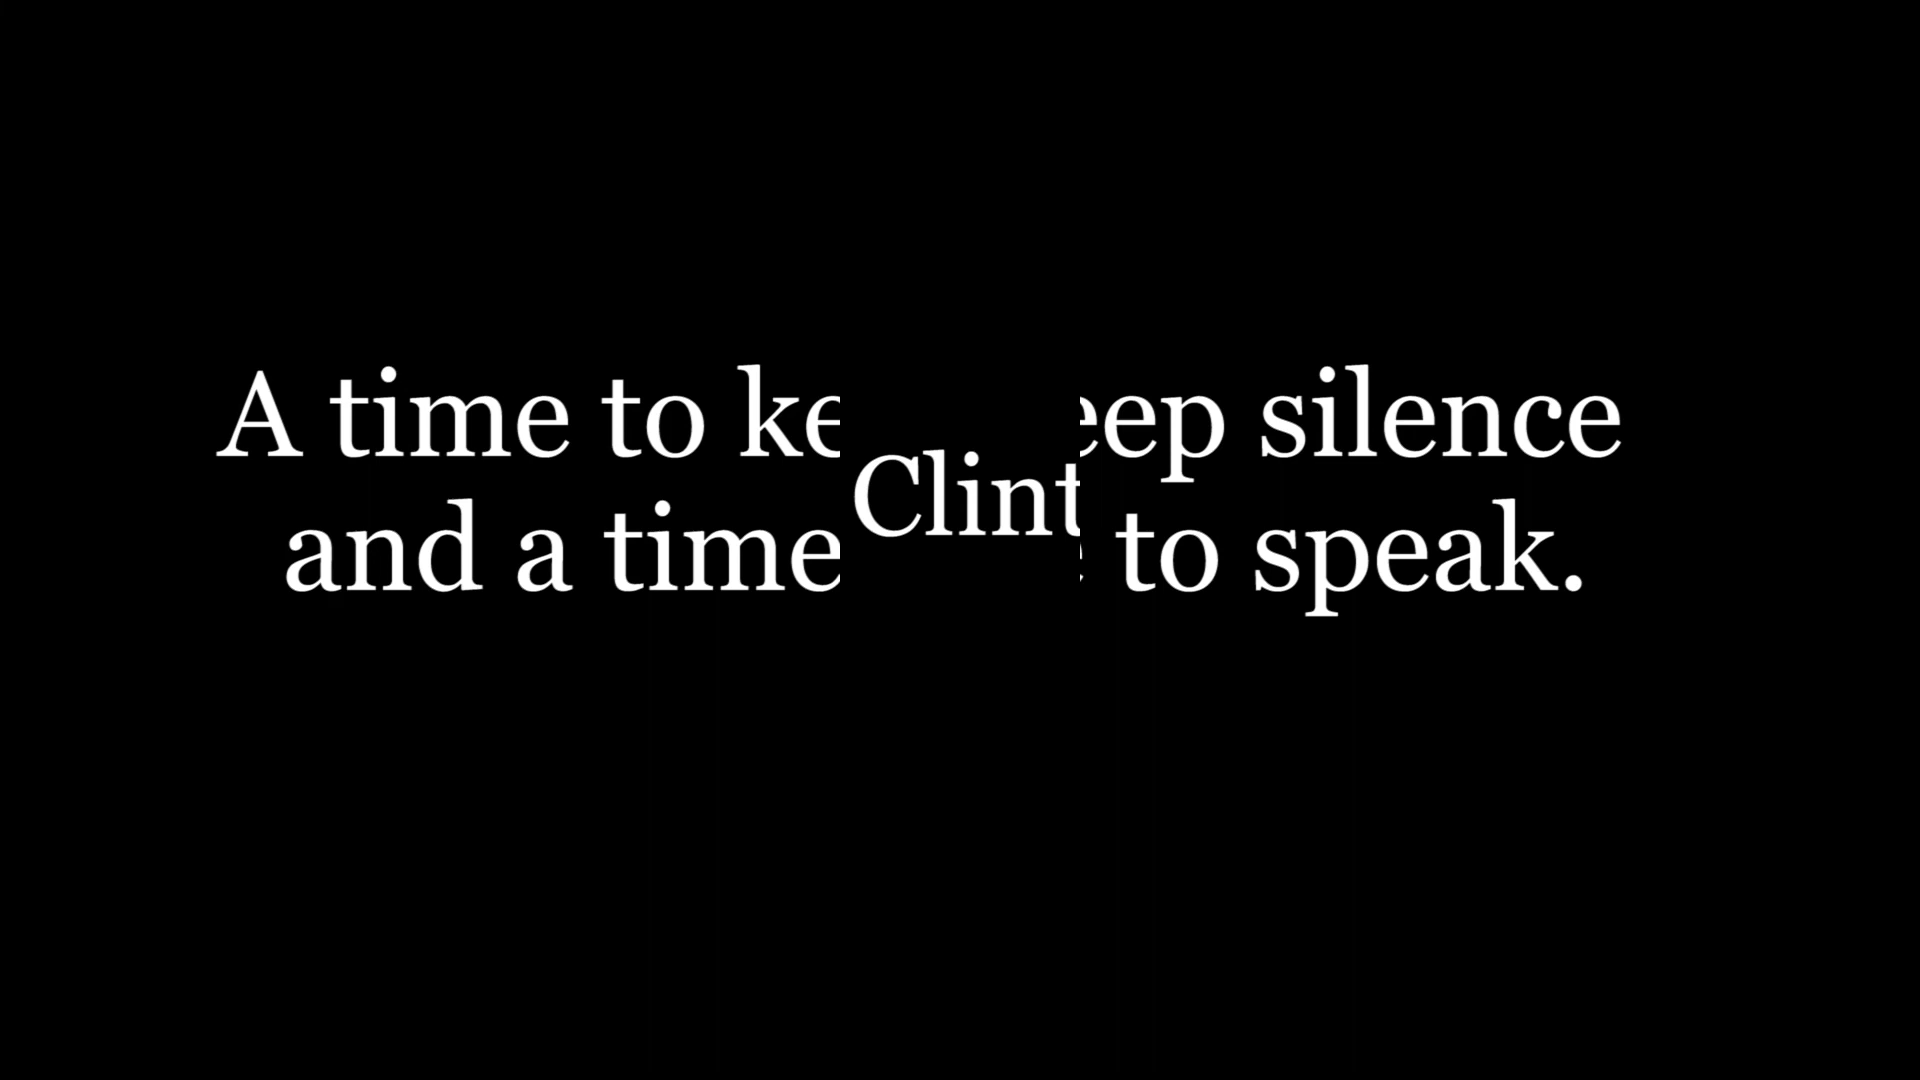 A time to ke eep silence
Clint
and a time to speak.